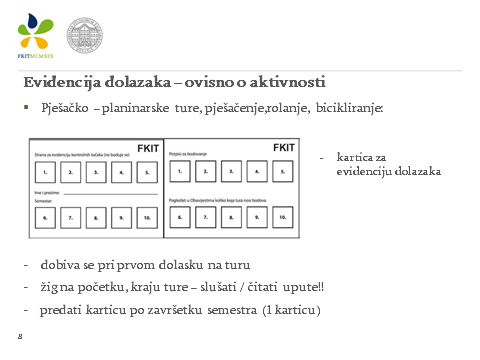 FKITMCMXIX
Evidencija dolazaka – ovisno o aktivnosti
Pješačko – planinarske ture, pješačenje,rolanje, bicikliranje:
FKIT
Strana za evidenciju kontrolnih točaka (ne boduje se)
1. 2. 3. 4. 5.
Ime i prezime:
Semestar:
6. 7. 8. 9. 10.
FKIT
Potpisi za bodovanje
1. 2. 3. 4. 5.
Pogledati u Obavijestima koliko koja tura nosi bodova
6. 7. 8. 9. 10.
- kartica za
evidenciju dolazaka
- dobiva se pri prvom dolasku na turu
- žig na početku, kraju ture – slušati / čitati upute!!
- predati karticu po završetku semestra (1 karticu)
8